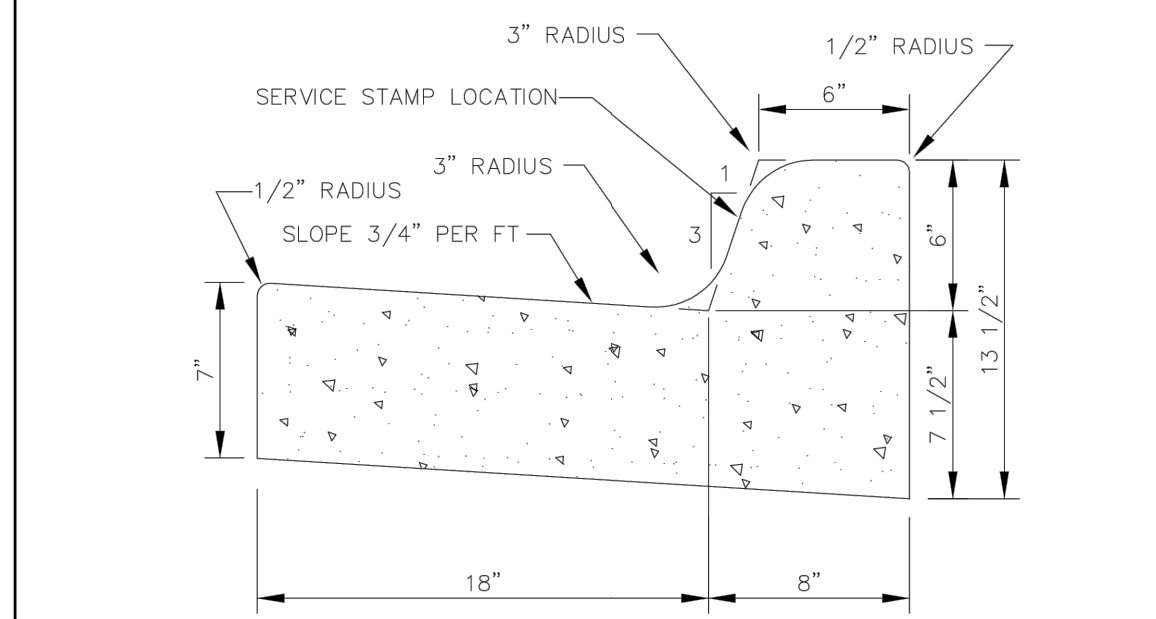 3” RADIUS
1/2” RADIUS
6”
SERVICE STAMP LOCATION
3” RADIUS
1
1/2” RADIUS
SLOPE 3/4” PER FT
3
6”
13 1/2”
7”
7 1/2”
18”
8”